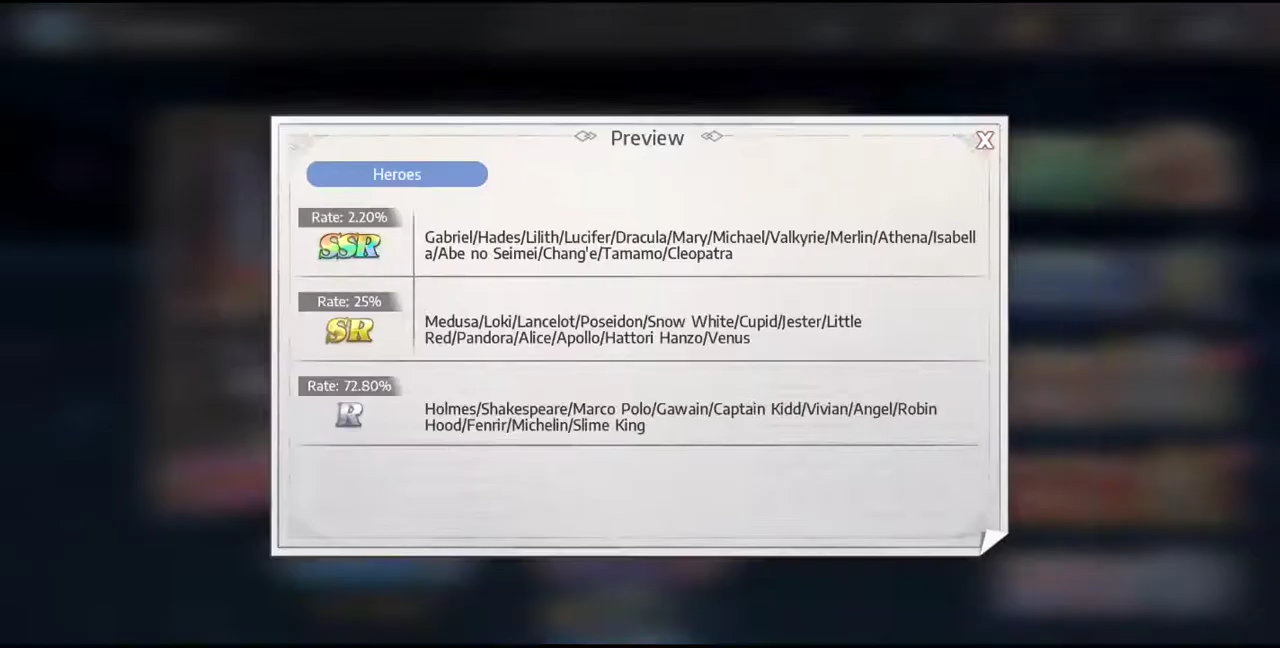 Preview
X
Heroes
Rate: 2.20%
SSR
Gabriel/Hades/Lilith/Lucifer/Dracula/Mary/Michael/Valkyrie/Merlin/Athena/Isabell
a/Abe no Seimei/Chang'e/Tamamo/Cleopatra
Rate: 25%
SR
Medusa/Loki/Lancelot/Poseidon/Snow White/Cupid/Jester/Little
Red/Pandora/Alice/Apollo/Hattori Hanzo/Venus
Rate: 72.80%
R
Holmes/Shakespeare/Marco Polo/Gawain/Captain Kidd/Vivian/Angel/Robin
Hood/Fenrir/Michelin/Slime King